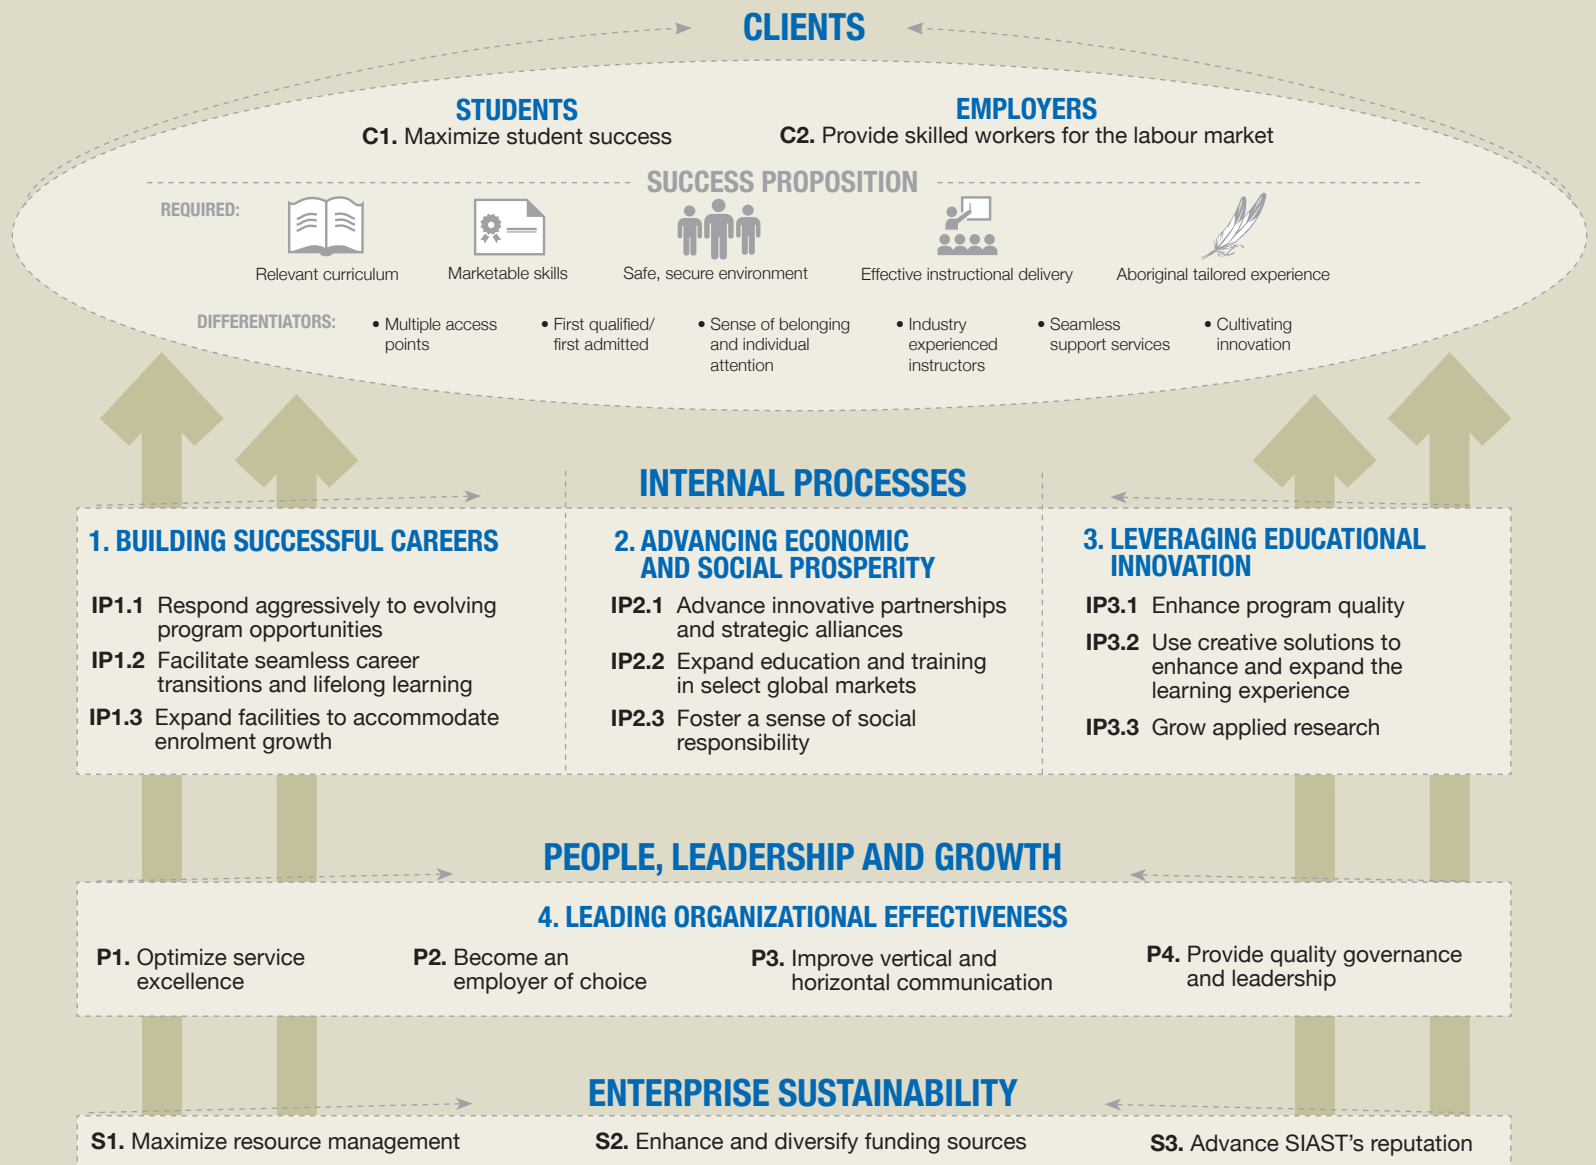 CLIENTS
STUDENTS
C1. Maximize student success
EMPLOYERS
C2. Provide skilled workers for the labour market
SUCCESS PROPOSITION
REQUIRED:
Relevant curriculum
Marketable skills
Safe, secure environment
Effective instructional delivery
Aboriginal tailored experience
DIFFERENTIATORS:
• Multiple access
points
• First qualified/
first admitted
• Sense of belonging
and individual
attention
• Industry
experienced
instructors
• Seamless
support services
• Cultivating
innovation
INTERNAL PROCESSES
1. BUILDING SUCCESSFUL CAREERS
IP1.1 Respond aggressively to evolving
program opportunities
IP1.2 Facilitate seamless career
transitions and lifelong learning
IP1.3 Expand facilities to accommodate
enrolment growth
2. ADVANCING ECONOMIC
AND SOCIAL PROSPERITY
IP2.1 Advance innovative partnerships
and strategic alliances
IP2.2 Expand education and training
in select global markets
IP2.3 Foster a sense of social
responsibility
3. LEVERAGING EDUCATIONAL
INNOVATION
IP3.1 Enhance program quality
IP3.2 Use creative solutions to
enhance and expand the
learning experience
IP3.3 Grow applied research
PEOPLE, LEADERSHIP AND GROWTH
4. LEADING ORGANIZATIONAL EFFECTIVENESS
P1. Optimize service
excellence
P2. Become an
employer of choice
P3. Improve vertical and
horizontal communication
P4. Provide quality governance
and leadership
ENTERPRISE SUSTAINABILITY
S1. Maximize resource management
S2. Enhance and diversify funding sources
S3. Advance SIAST's reputation